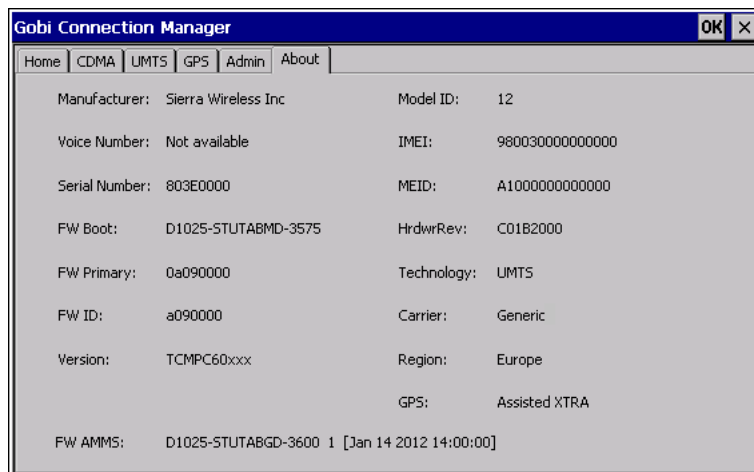 Gobi Connection Manager OK ×
Home CDMA UMTS GPS Admin About
Manufacturer: Sierra Wireless Inc Model ID: 12
Voice Number: Not available IMEI: 980030000000000
Serial Number: 803E0000 MEID: A1000000000000
FW Boot: D1025-STUTABMD-3575 HrdwrRev: C01B2000
FW Primary: 0a090000 Technology: UMTS
FW ID: a090000 Carrier: Generic
Version: TCMPC60xxx Region: Europe
GPS: Assisted XTRA
FW AMMS: D1025-STUTABGD-3600 1 [Jan 14 2012 14:00:00]